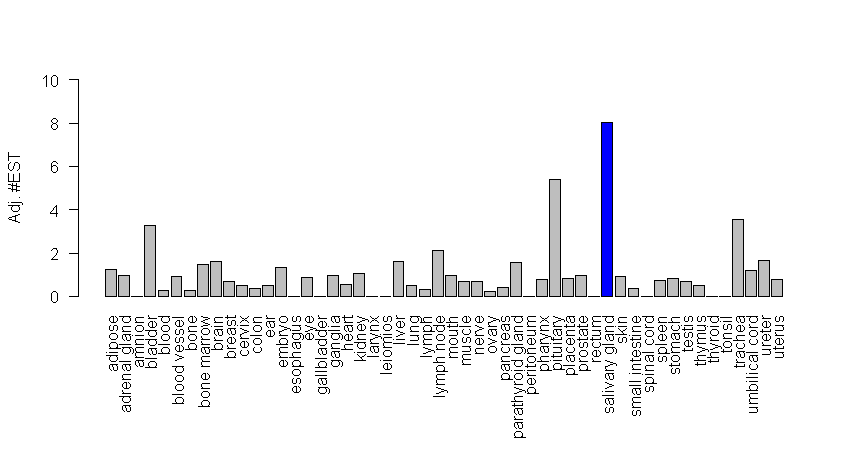 Adj. #EST
10
8
6
4
2
0
adipose
adrenal gland
amnion
bladder
blood
blood vessel
bone
bone marrow
brain
breast
cervix
colon
ear
embryo
esophagus
eye
gallbladder
ganglia
heart
kidney
larynx
leiomios
liver
lung
lymph
lymph node
mouth
muscle
nerve
ovary
pancreas
parathyroid gland
peritoneum
pharynx
pituitary
placenta
prostate
rectum
salivary gland
skin
small intestine
spinal cord
spleen
stomach
testis
thymus
thyroid
tonsil
trachea
umbilical cord
ureter
uterus